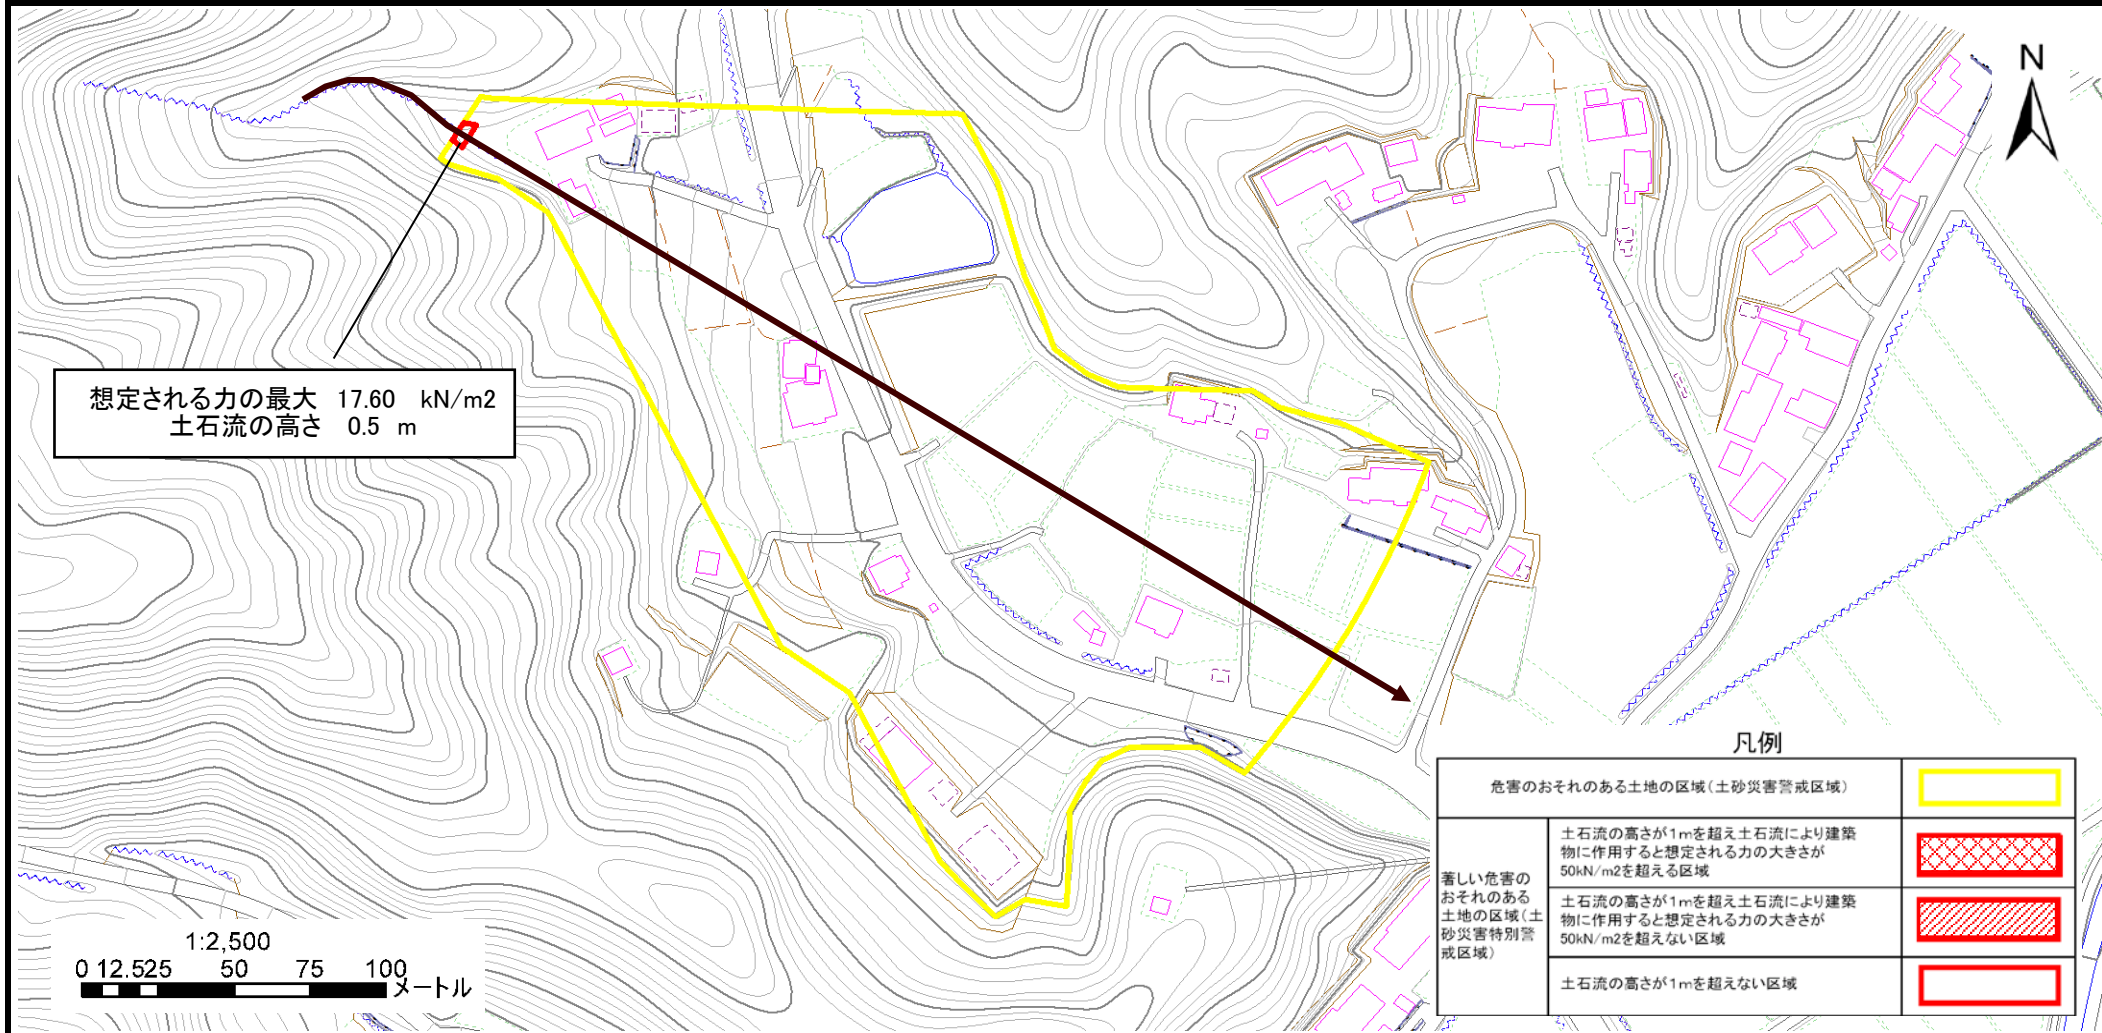 N
想定される力の最大 17.60 kN/m2
土石流の高さ 0.5 m
凡例
危害のおそれのある土地の区域(土砂災害警戒区域)
著しい危害の
おそれのある
土地の区域(土
砂災害特別警
戒区域)
土石流の高さが1mを超え土石流により建築
物に作用すると想定される力の大きさが
50kN/m2を超える区域
土石流の高さが1mを超え土石流により建築
物に作用すると想定される力の大きさが
50kN/m2を超えない区域
土石流の高さが1mを超えない区域
1:2,500
0 12.525 50 75 100
メートル